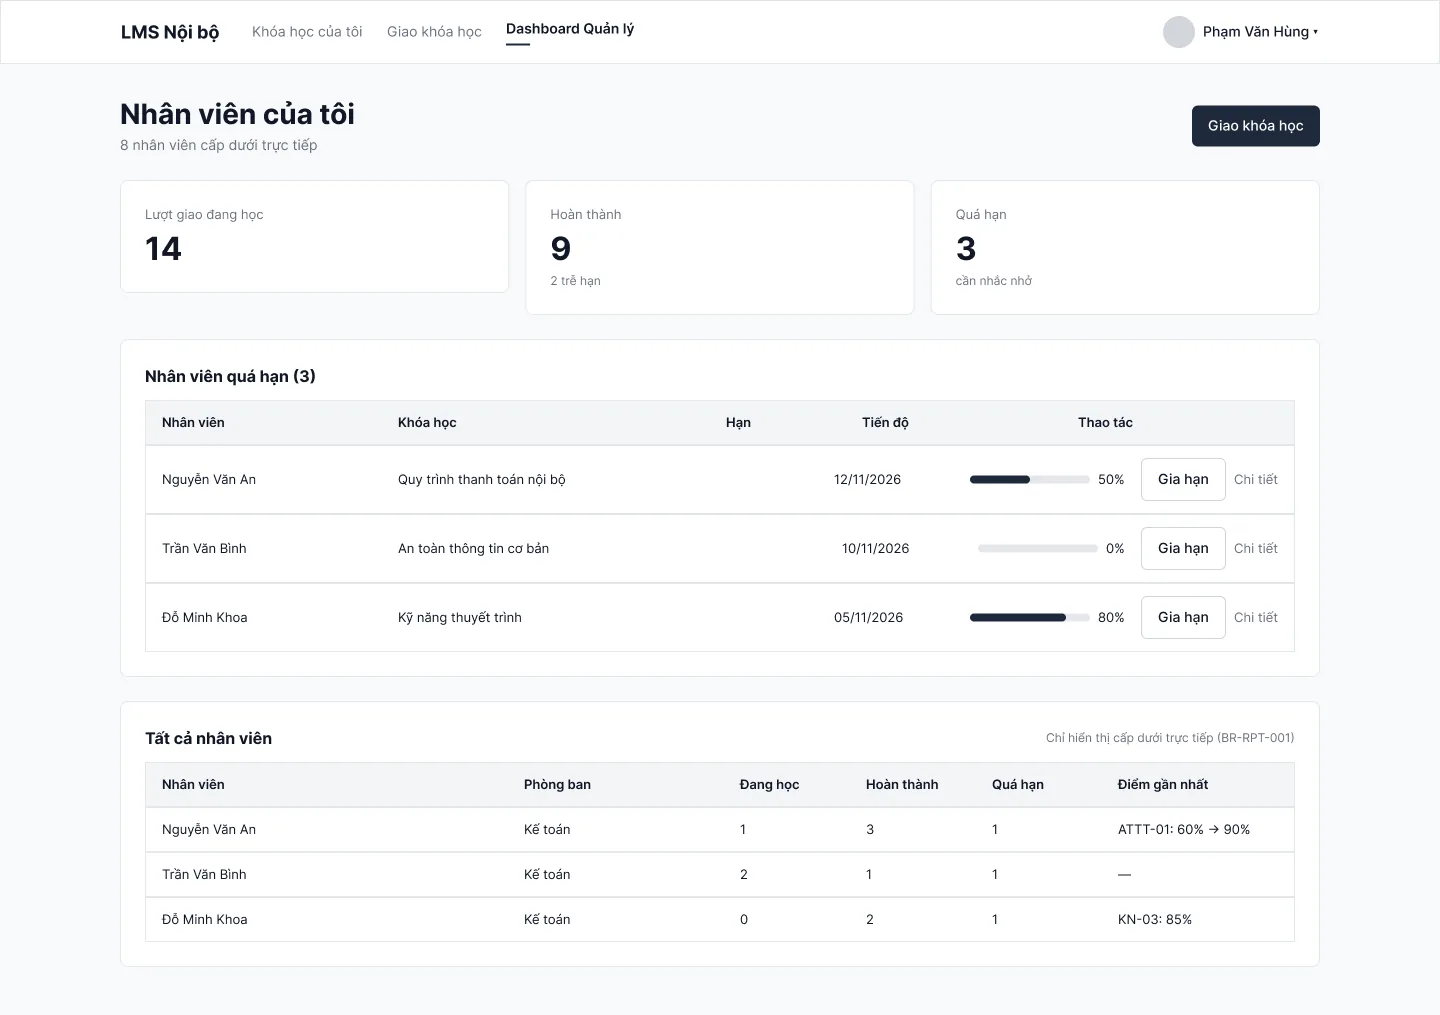 LMS Nội bộ Khóa học của tôi Giao khóa học Dashboard Quản lý Phạm Văn Hùng ▾
Nhân viên của tôi
8 nhân viên cấp dưới trực tiếp
Giao khóa học
Lượt giao đang học
14
Hoàn thành
9
2 trễ hạn
Quá hạn
3
cần nhắc nhở
Nhân viên quá hạn (3)
Nhân viên Khóa học Hạn Tiến độ Thao tác
Nguyễn Văn An Quy trình thanh toán nội bộ 12/11/2026 50% Gia hạn Chi tiết
Trần Văn Bình An toàn thông tin cơ bản 10/11/2026 0% Gia hạn Chi tiết
Đỗ Minh Khoa Kỹ năng thuyết trình 05/11/2026 80% Gia hạn Chi tiết
Tất cả nhân viên Chỉ hiển thị cấp dưới trực tiếp (BR-RPT-001)
Nhân viên Phòng ban Đang học Hoàn thành Quá hạn Điểm gần nhất
Nguyễn Văn An Kế toán 1 3 1 ATTT-01: 60% → 90%
Trần Văn Bình Kế toán 2 1 1 —
Đỗ Minh Khoa Kế toán 0 2 1 KN-03: 85%